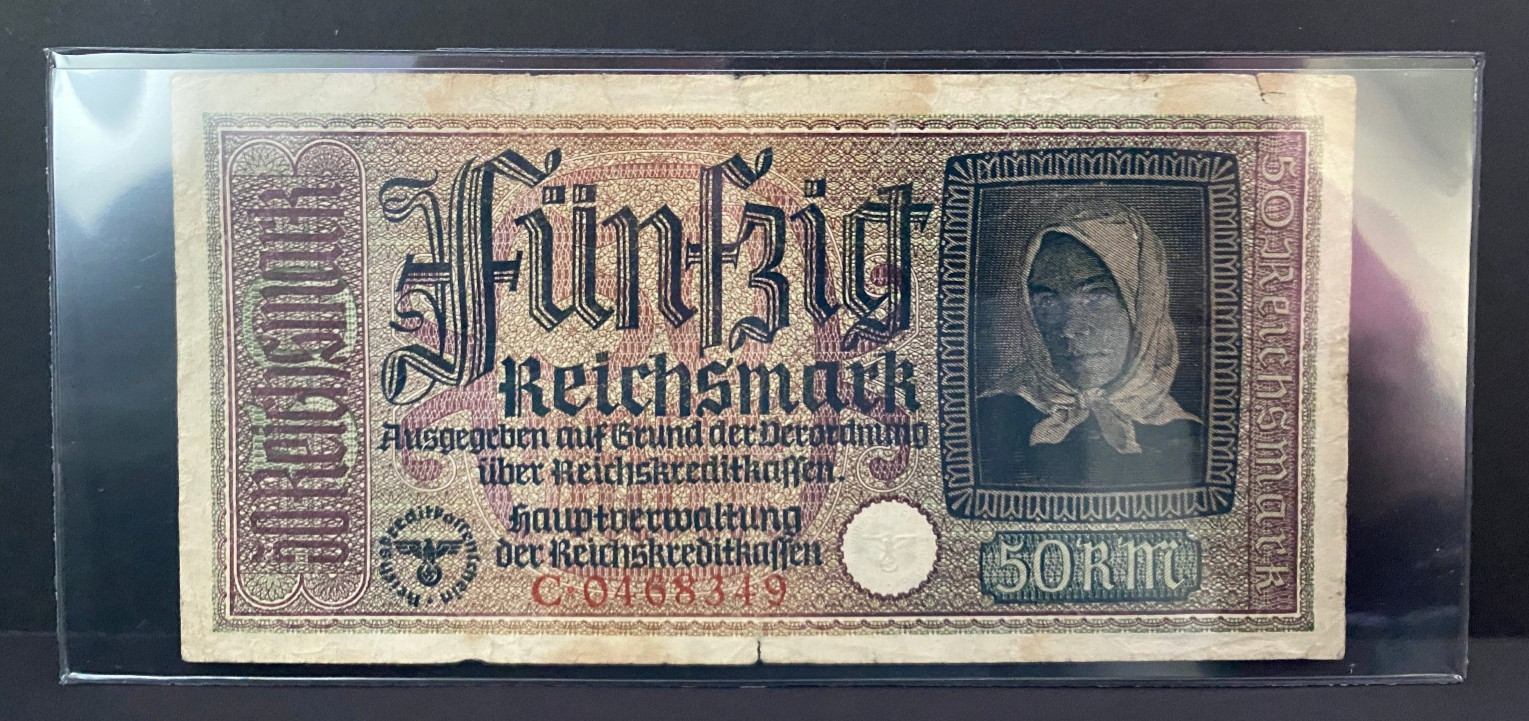 50 Reichsmark
Fünfzig
Reichsmark
Ausgegeben auf Grund der Verordnung
über Reichskreditkassen.
Hauptverwaltung
der Reichskreditkassen
C·0468349
50 RM
50 Reichsmark